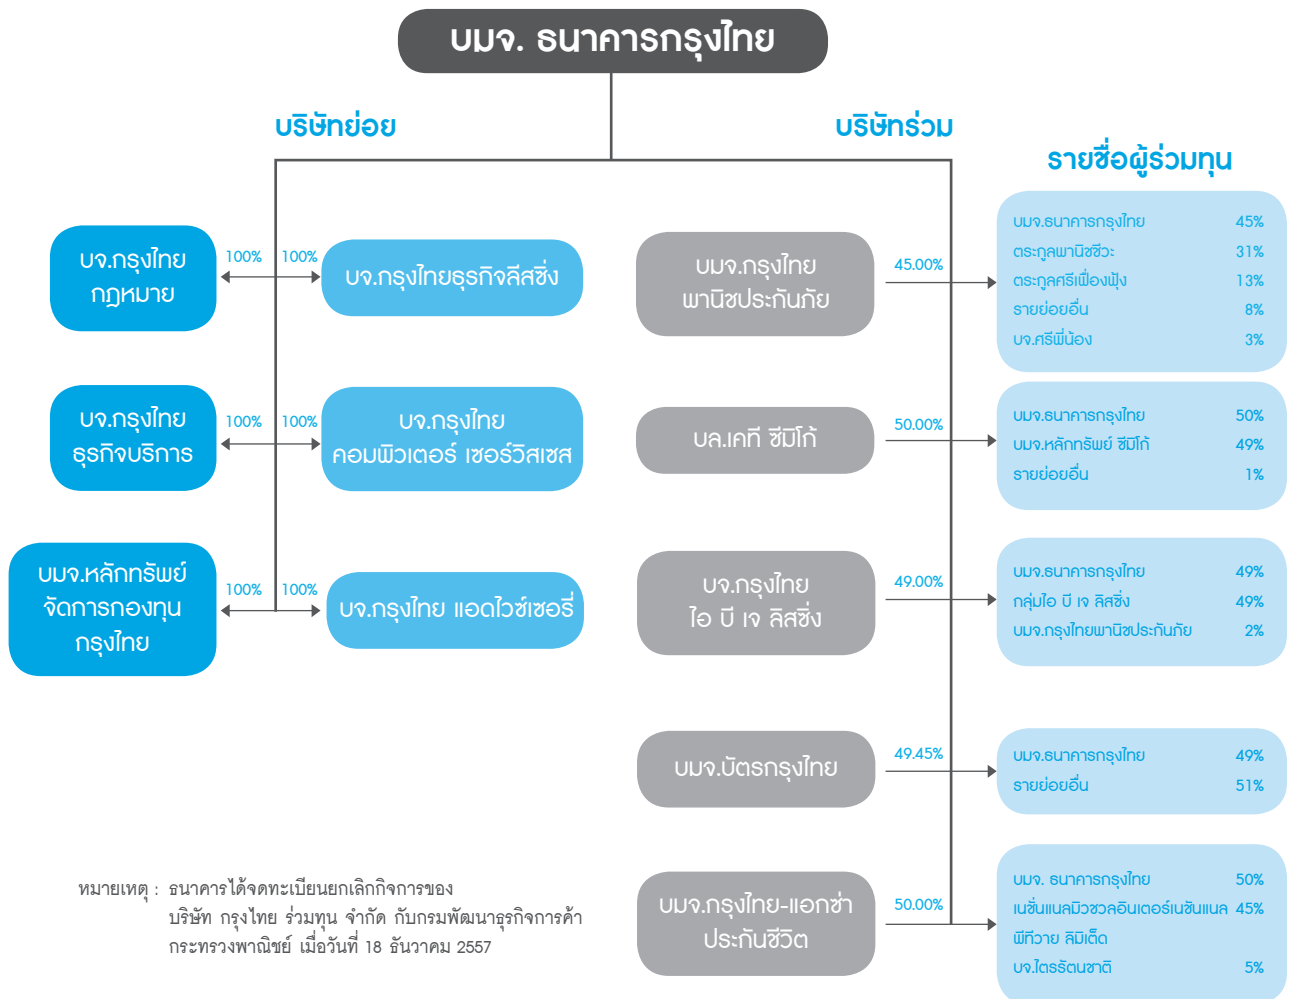 บมจ. ธนาคารกรุงไทย
บริษัทย่อย
บจ.กรุงไทย
กฎหมาย
100% 100%
บจ.กรุงไทยธุรกิจลีสซิ่ง
บจ.กรุงไทย
ธุรกิจบริการ
100% 100%
บจ.กรุงไทย
คอมพิวเตอร์ เซอร์วิสเซส
บมจ.หลักทรัพย์
จัดการกองทุน
กรุงไทย
100% 100%
บจ.กรุงไทย แอดไวซ์เซอรี่
บริษัทร่วม
รายชื่อผู้ร่วมทุน
บมจ.กรุงไทย
พานิชประกันภัย
45.00%
บมจ.ธนาคารกรุงไทย 45%
ตระกูลพานิชชีวะ 31%
ตระกูลศรีเฟื่องฟุ้ง 13%
รายย่อยอื่น 8%
บจ.ศรีพี่น้อง 3%
บล.เคที ซีมิโก้
50.00%
บมจ.ธนาคารกรุงไทย 50%
บมจ.หลักทรัพย์ ซีมิโก้ 49%
รายย่อยอื่น 1%
บจ.กรุงไทย
ไอ บี เจ ลิสซิ่ง
49.00%
บมจ.ธนาคารกรุงไทย 49%
กลุ่มไอ บี เจ ลิสซิ่ง 49%
บมจ.กรุงไทยพานิชประกันภัย 2%
บมจ.บัตรกรุงไทย
49.45%
บมจ.ธนาคารกรุงไทย 49%
รายย่อยอื่น 51%
บมจ.กรุงไทย-แอกซ่า
ประกันชีวิต
50.00%
บมจ. ธนาคารกรุงไทย 50%
เนชั่นแนลมิวชวลอินเตอร์เนชันแนล 45%
พีทีวาย ลิมิเต็ด
บจ.ไตรรัตนชาติ 5%
หมายเหตุ : ธนาคารได้จดทะเบียนยกเลิกกิจการของ
บริษัท กรุงไทย ร่วมทุน จำกัด กับกรมพัฒนาธุรกิจการค้า
กระทรวงพาณิชย์ เมื่อวันที่ 18 ธันวาคม 2557